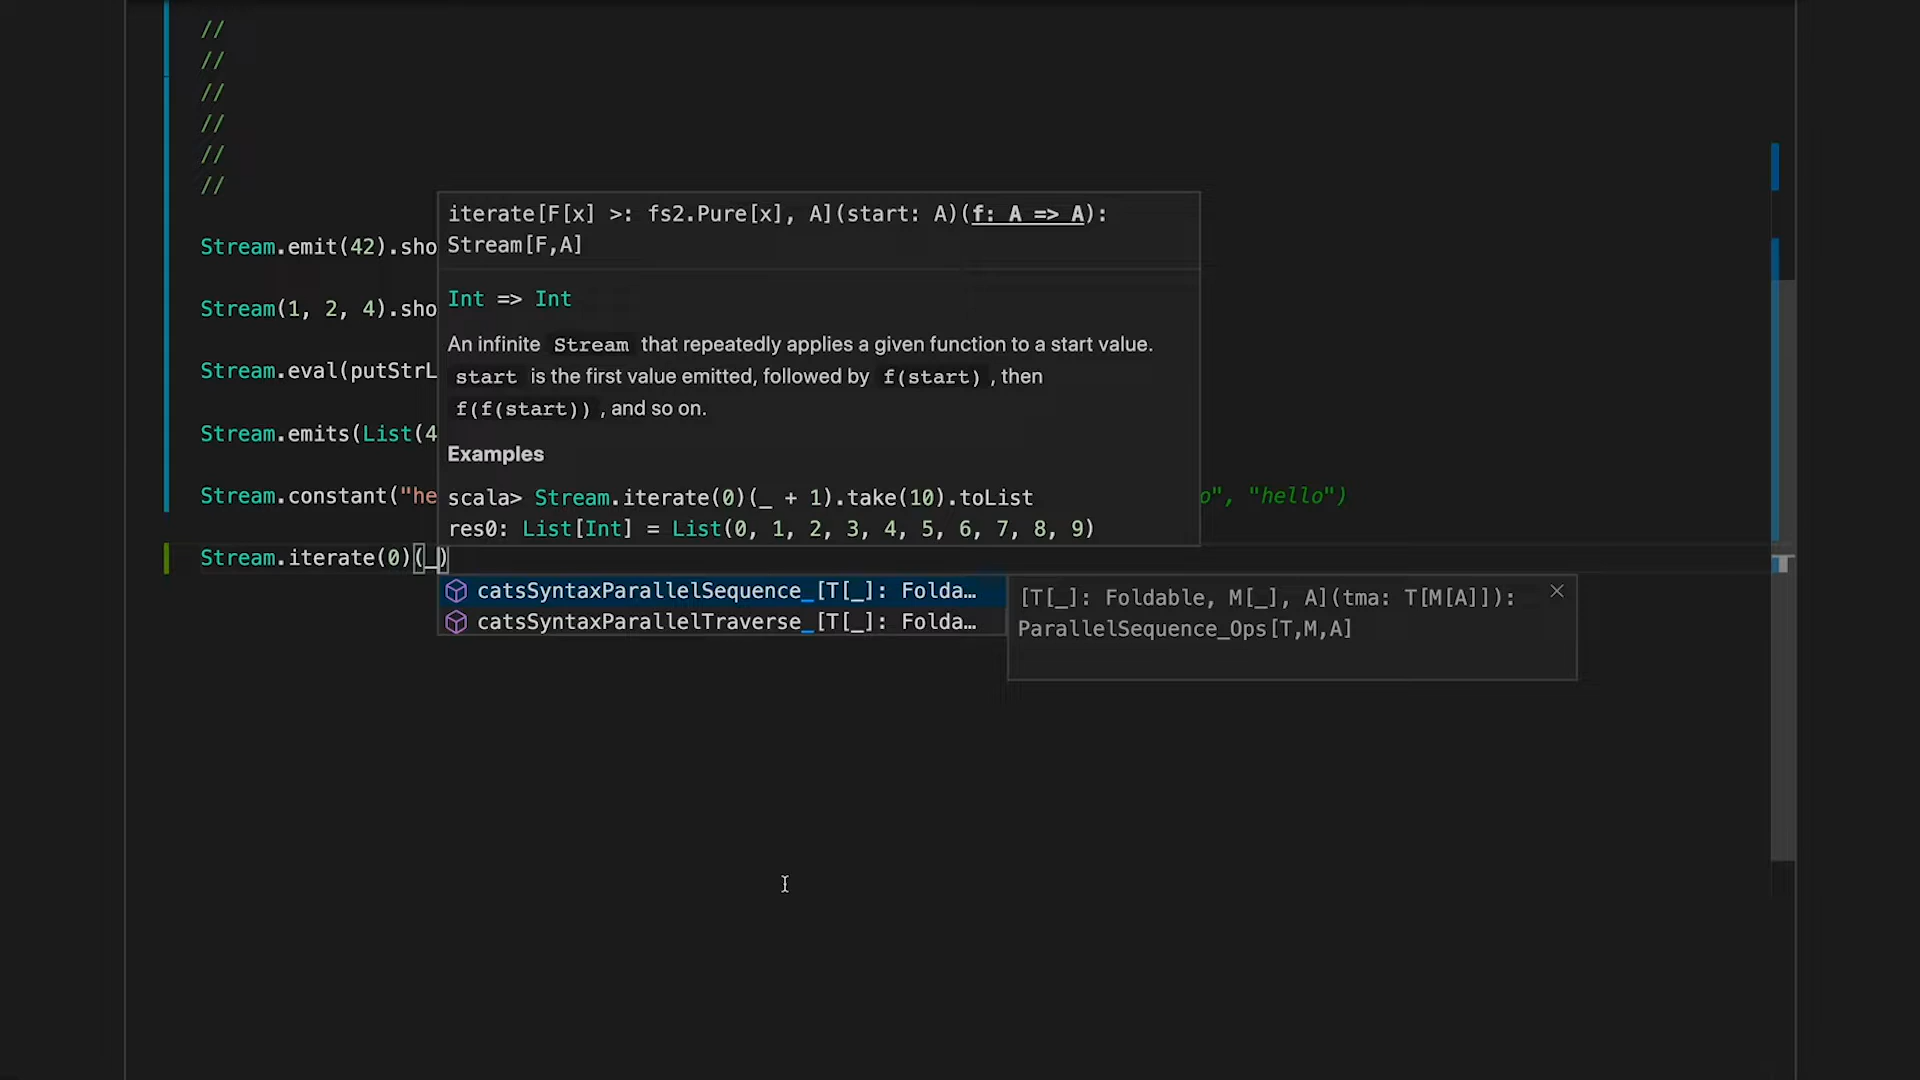 //
//
//
//
//
//
iterate[F[x] >: fs2.Pure[x], A](start: A)(f: A => A):
Stream[F,A]
Stream.emit(42).sho
Int => Int
Stream(1, 2, 4).sho
An infinite Stream that repeatedly applies a given function to a start value.
Stream.eval(putStrL
start is the first value emitted, followed by f(start), then
f(f(start)), and so on.
Stream.emits(List(4
Examples
Stream.constant("he
scala> Stream.iterate(0)(_ + 1).take(10).toList
o", "hello")
res0: List[Int] = List(0, 1, 2, 3, 4, 5, 6, 7, 8, 9)
Stream.iterate(0)(_)
catsSyntaxParallelSequence_[T[_]: Folda…
catsSyntaxParallelTraverse_[T[_]: Folda…
[T[_]: Foldable, M[_], A](tma: T[M[A]]):
ParallelSequence_Ops[T,M,A]